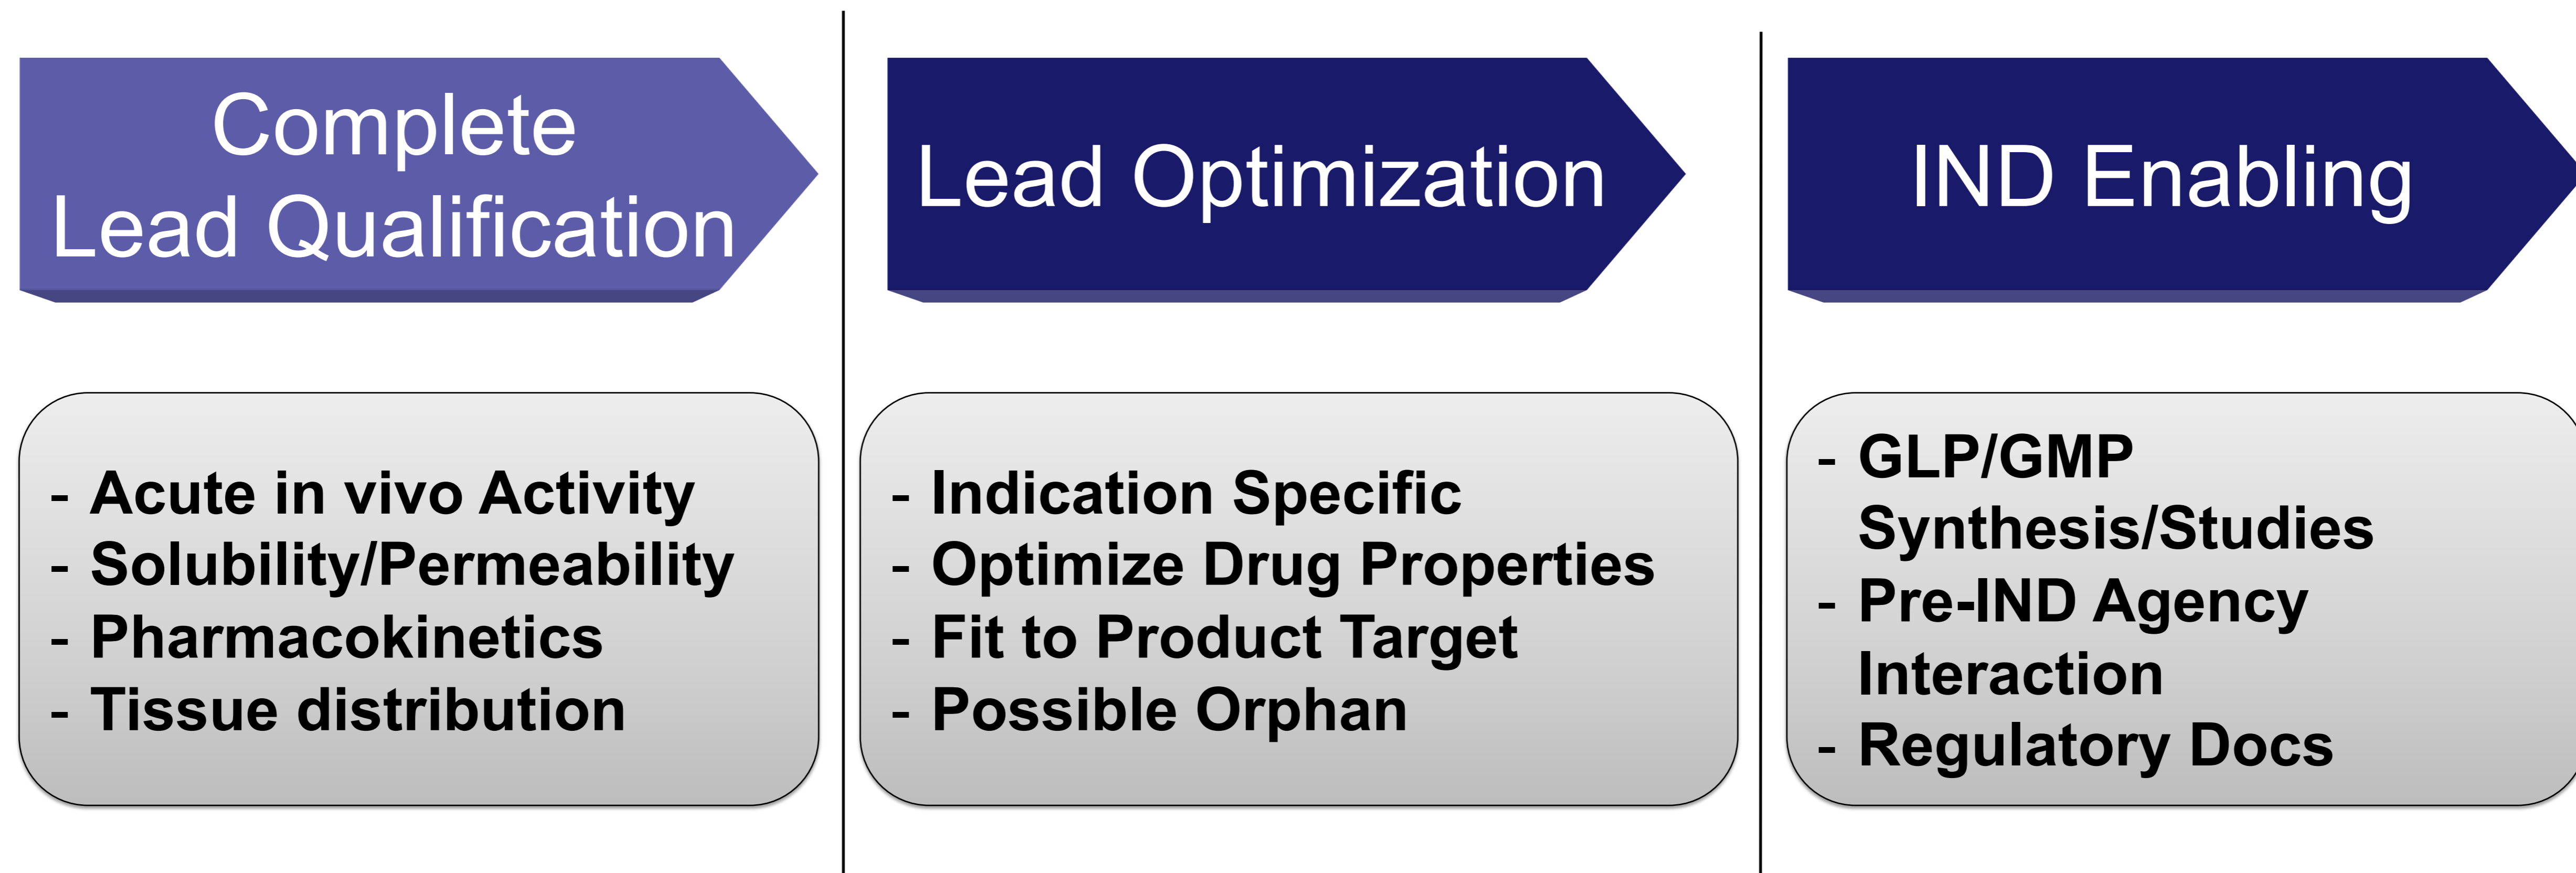 Complete
Lead Qualification
- Acute in vivo Activity
- Solubility/Permeability
- Pharmacokinetics
- Tissue distribution
Lead Optimization
- Indication Specific
- Optimize Drug Properties
- Fit to Product Target
- Possible Orphan
IND Enabling
- GLP/GMP
Synthesis/Studies
- Pre-IND Agency
Interaction
- Regulatory Docs